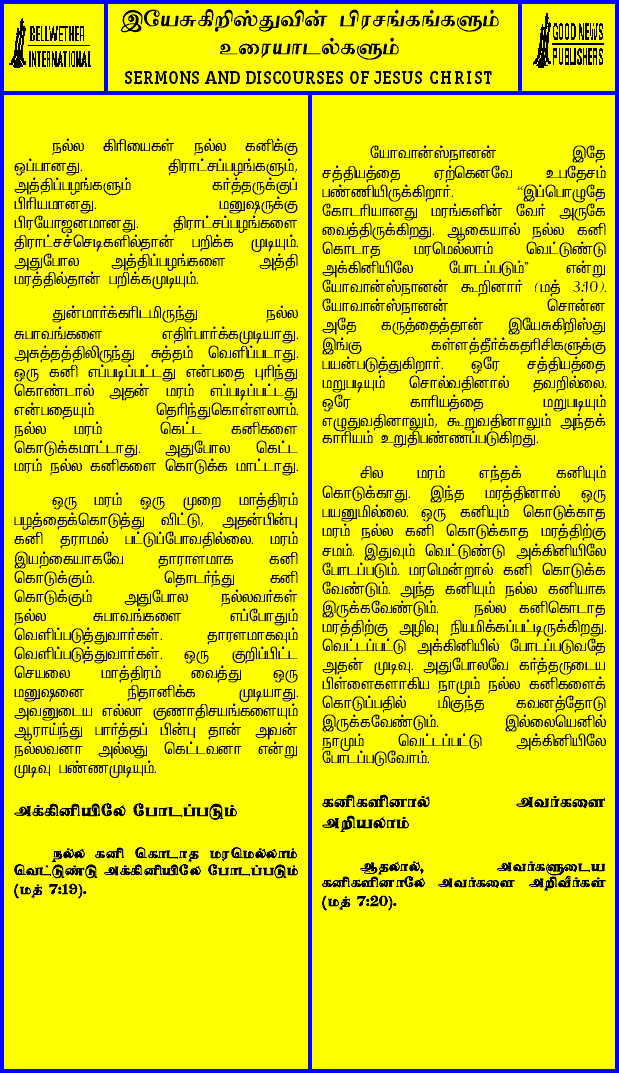 BELLWETHER
INTERNATIONAL
இயேசுகிறிஸ்துவின் பிரசங்கங்களும்
உரையாடல்களும்
SERMONS AND DISCOURSES OF JESUS CHRIST
GOOD NEWS
PUBLISHERS
நல்ல கிரியைகள் நல்ல கனிக்கு
ஒப்பானது. திராட்சப்பழங்களும்,
அத்திப்பழங்களும் கர்த்தருக்குப்
பிரியமானது. மனுஷருக்கு
பிரயோஜனமானது. திராட்சப்பழங்களை
திராட்சச்செடிகளில்தான் பறிக்க முடியும்.
அதுபோல அத்திப்பழங்களை அத்தி
மரத்தில்தான் பறிக்கமுடியும்.
துன்மார்க்கரிடமிருந்து நல்ல
சுபாவங்களை எதிர்பார்க்கமுடியாது.
அசுத்தத்திலிருந்து சுத்தம் வெளிப்படாது.
ஒரு கனி எப்படிப்பட்டது என்பதை புரிந்து
கொண்டால் அதன் மரம் எப்படிப்பட்டது
என்பதையும் தெரிந்துகொள்ளலாம்.
நல்ல மரம் கெட்ட கனிகளை
கொடுக்கமாட்டாது. அதுபோல கெட்ட
மரம் நல்ல கனிகளை கொடுக்க மாட்டாது.
ஒரு மரம் ஒரு முறை மாத்திரம்
பழத்தைக்கொடுத்து விட்டு, அதன்பின்பு
கனி தராமல் பட்டுப்போவதில்லை. மரம்
இயற்கையாகவே தாராளமாக கனி
கொடுக்கும். தொடர்ந்து கனி
கொடுக்கும் அதுபோல நல்லவர்கள்
நல்ல சுபாவங்களை எப்போதும்
வெளிப்படுத்துவார்கள். தாரளமாகவும்
வெளிப்படுத்துவார்கள். ஒரு குறிப்பிட்ட
செயலை மாத்திரம் வைத்து ஒரு
மனுஷனை நிதானிக்க முடியாது.
அவனுடைய எல்லா குணாதிசயங்களையும்
ஆராய்ந்து பார்த்தப் பின்பு தான் அவன்
நல்லவனா அல்லது கெட்டவனா என்று
முடிவு பண்ணமுடியும்.
அக்கினியிலே போடப்படும்
நல்ல கனி கொடாத மரமெல்லாம்
வெட்டுண்டு அக்கினியிலே போடப்படும்
(மத் 7:19).
யோவான்ஸ்நானன் இதே
சத்தியத்தை ஏற்கெனவே உபதேசம்
பண்ணியிருக்கிறார். “இப்பொழுதே
கோடரியானது மரங்களின் வேர் அருகே
வைத்திருக்கிறது. ஆகையால் நல்ல கனி
கொடாத மரமெல்லாம் வெட்டுண்டு
அக்கினியிலே போடப்படும்” என்று
யோவான்ஸ்நானன் கூறினார் (மத் 3:10).
யோவான்ஸ்நானன் சொன்ன
அதே கருத்தைத்தான் இயேசுகிறிஸ்து
இங்கு கள்ளத்தீர்க்கதரிசிகளுக்கு
பயன்படுத்துகிறார். ஒரே சத்தியத்தை
மறுபடியும் சொல்வதினால் தவறில்லை.
ஒரே காரியத்தை மறுபடியும்
எழுதுவதினாலும், கூறுவதினாலும் அந்தக்
காரியம் உறுதிபண்ணப்படுகிறது.
சில மரம் எந்தக் கனியும்
கொடுக்காது. இந்த மரத்தினால் ஒரு
பயனுமில்லை. ஒரு கனியும் கொடுக்காத
மரம் நல்ல கனி கொடுக்காத மரத்திற்கு
சமம். இதுவும் வெட்டுண்டு அக்கினியிலே
போடப்படும். மரமென்றால் கனி கொடுக்க
வேண்டும். அந்த கனியும் நல்ல கனியாக
இருக்கவேண்டும். நல்ல கனிகொடாத
மரத்திற்கு அழிவு நியமிக்கப்பட்டிருக்கிறது.
வெட்டப்பட்டு அக்கினியில் போடப்படுவதே
அதன் முடிவு. அதுபோலவே கர்த்தருடைய
பிள்ளைகளாகிய நாமும் நல்ல கனிகளைக்
கொடுப்பதில் மிகுந்த கவனத்தோடு
இருக்கவேண்டும். இல்லையெனில்
நாமும் வெட்டப்பட்டு அக்கினியிலே
போடப்படுவோம்.
கனிகளினால் அவர்களை
அறியலாம்
ஆதலால், அவர்களுடைய
கனிகளினாலே அவர்களை அறிவீர்கள்
(மத் 7:20).